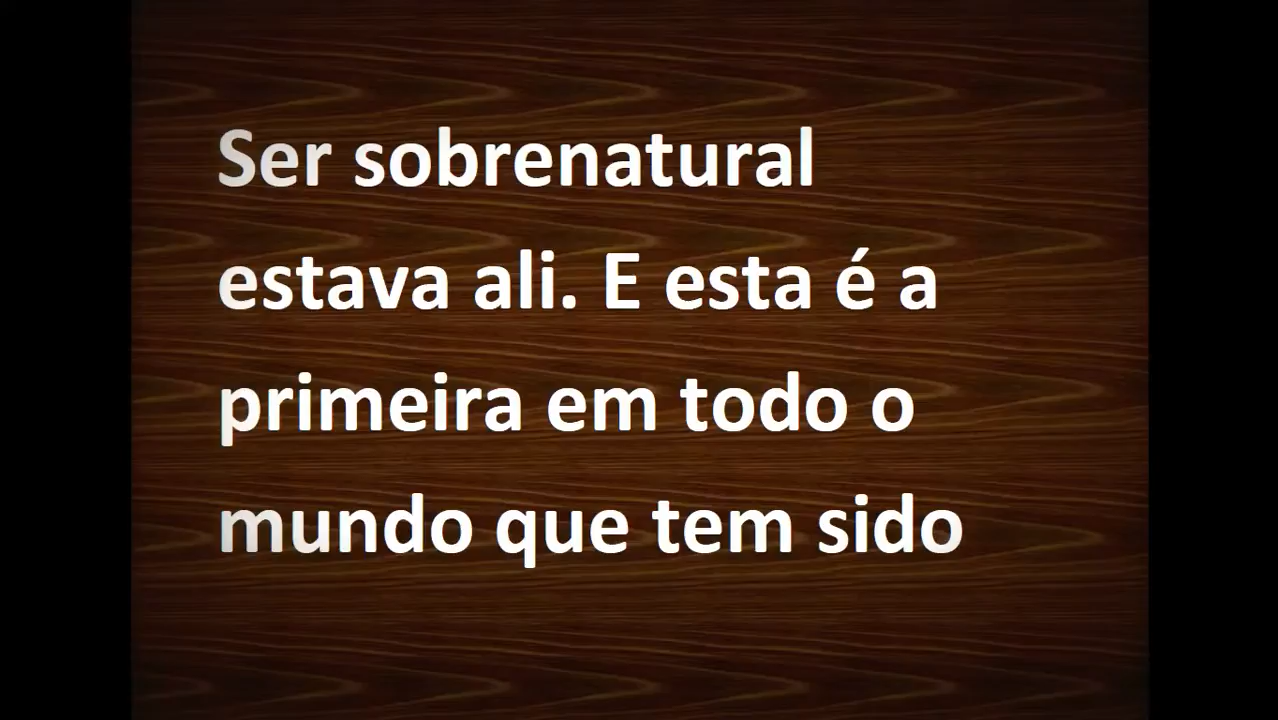 Ser sobrenatural
estava ali. E esta é a
primeira em todo o
mundo que tem sido